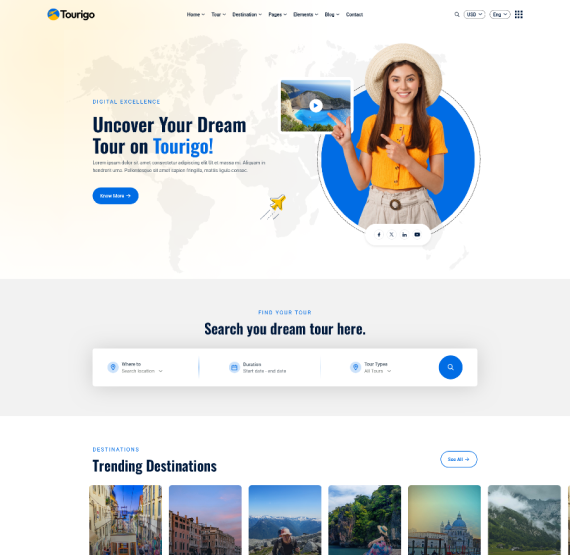 Tourigo
Home Tour Destination Pages Elements Blog Contact
USD Eng
DIGITAL EXCELLENCE
Uncover Your Dream
Tour on Tourigo!
Lorem ipsum dolor sit amet consectetur adipiscing elit Ut et massa mi. Aliquam in
hendrerit urna. Pellentesque sit amet sapien fringilla, mattis ligula consec.
Know More →
FIND YOUR TOUR
Search you dream tour here.
Where to
Search location
Duration
Start date - end date
Tour Types
All Tours
DESTINATIONS
Trending Destinations
See All →